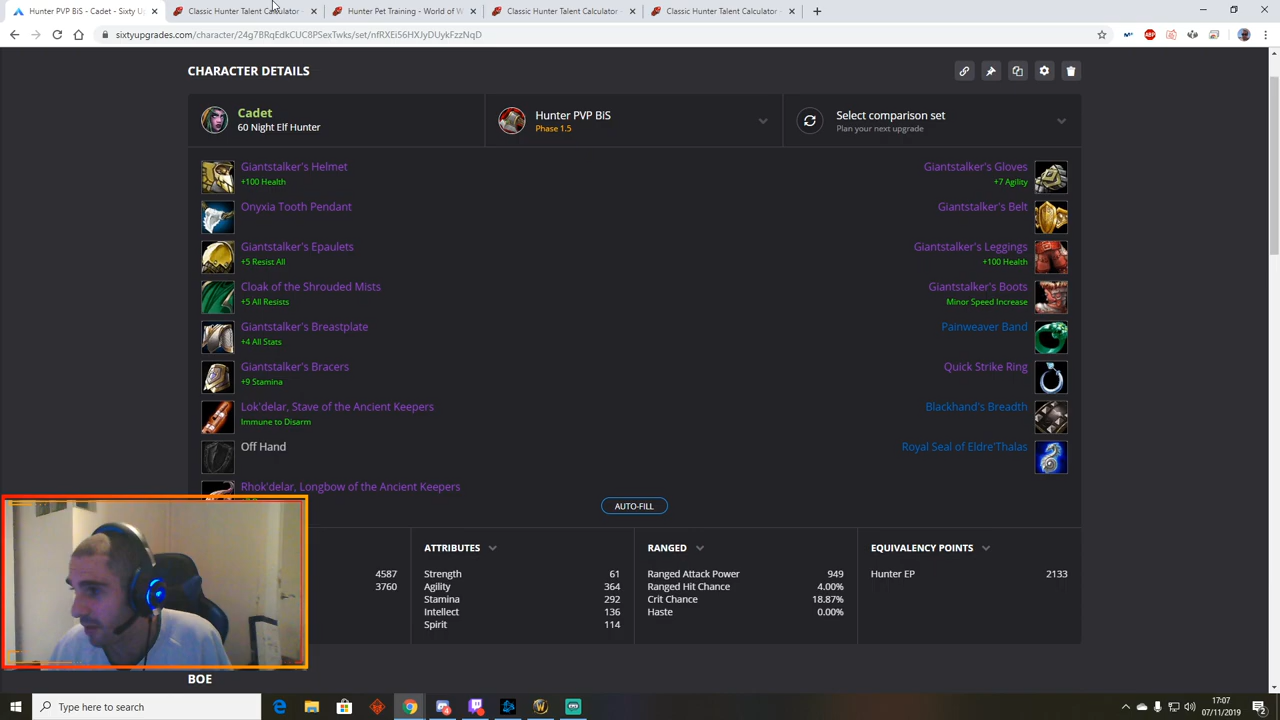 Hunter PVP BiS - Cadet - Sixty U
Classic Hunter Talent Calculator -
Hunter Pet Training - World of W
Classic Hunter Talent Calculator -
Classic Hunter Talent Calculator -
sixtyupgrades.com/character/24g7BRqEdkCUC8PSexTwks/set/nfRXEi56HXJyDUykFzzNqD
CHARACTER DETAILS
Cadet
60 Night Elf Hunter
Hunter PVP BiS
Phase 1.5
Select comparison set
Plan your next upgrade
Giantstalker's Helmet
+100 Health
Onyxia Tooth Pendant
Giantstalker's Epaulets
+5 Resist All
Cloak of the Shrouded Mists
+5 All Resists
Giantstalker's Breastplate
+4 All Stats
Giantstalker's Bracers
+9 Stamina
Lok'delar, Stave of the Ancient Keepers
Immune to Disarm
Off Hand
Rhok'delar, Longbow of the Ancient Keepers
Giantstalker's Gloves
+7 Agility
Giantstalker's Belt
Giantstalker's Leggings
+100 Health
Giantstalker's Boots
Minor Speed Increase
Painweaver Band
Quick Strike Ring
Blackhand's Breadth
Royal Seal of Eldre'Thalas
AUTO-FILL
4587
3760
ATTRIBUTES
Strength 61
Agility 364
Stamina 292
Intellect 136
Spirit 114
RANGED
Ranged Attack Power 949
Ranged Hit Chance 4.00%
Crit Chance 18.87%
Haste 0.00%
EQUIVALENCY POINTS
Hunter EP 2133
BOE
Type here to search
17:07
07/11/2019